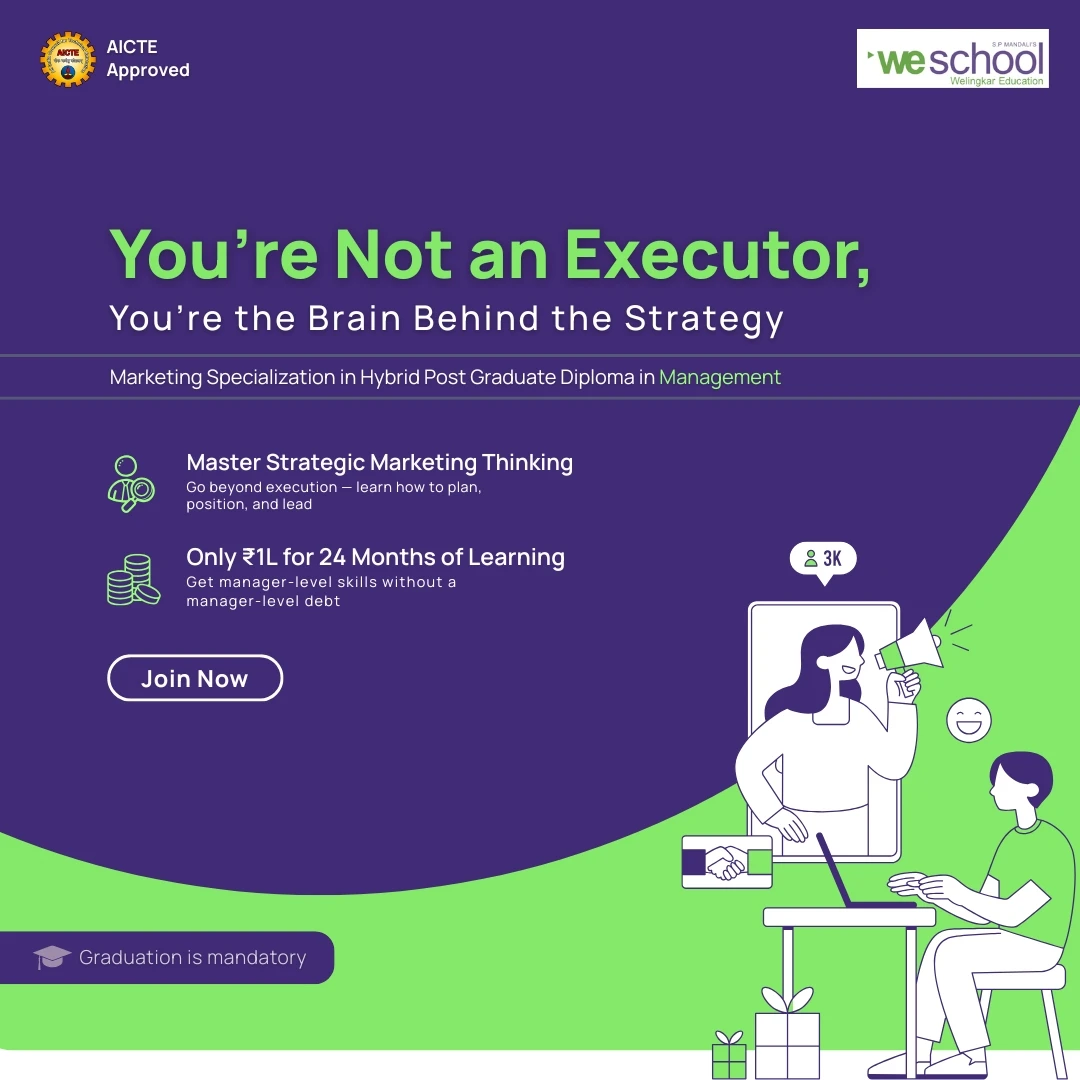 AICTE
Approved
AICTE
S P MANDALI'S
we school
Welingkar Education
You're Not an Executor,
You're the Brain Behind the Strategy
Marketing Specialization in Hybrid Post Graduate Diploma in Management
Master Strategic Marketing Thinking
Go beyond execution — learn how to plan,
position, and lead
Only ₹1L for 24 Months of Learning
Get manager-level skills without a
manager-level debt
3K
Join Now
Graduation is mandatory